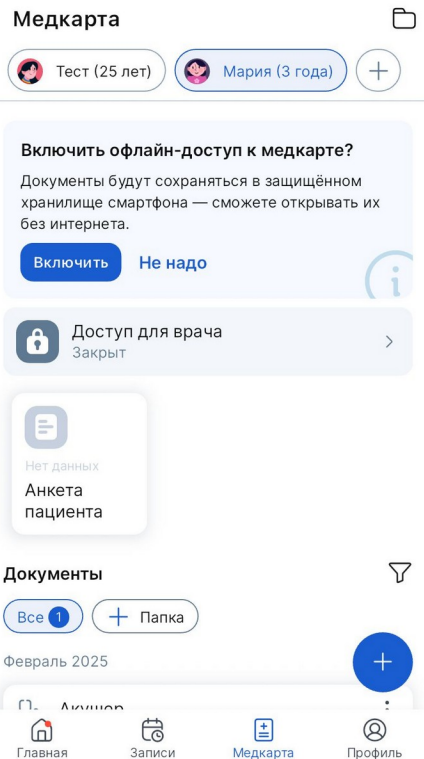 Медкарта
Тест (25 лет)
Мария (3 года)
Включить офлайн-доступ к медкарте?
Документы будут сохраняться в защищённом
хранилище смартфона — сможете открывать их
без интернета.
Включить
Не надо
Доступ для врача
Закрыт
Нет данных
Анкета
пациента
Документы
Все 1
Папка
Февраль 2025
Акушер
Главная
Записи
Медкарта
Профиль